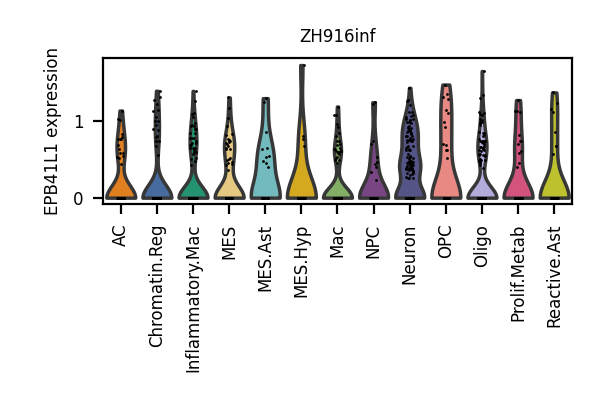 ZH916inf
EPB41L1 expression
1
0
AC
Chromatin.Reg
Inflammatory.Mac
MES
MES.Ast
MES.Hyp
Mac
NPC
Neuron
OPC
Oligo
Prolif.Metab
Reactive.Ast